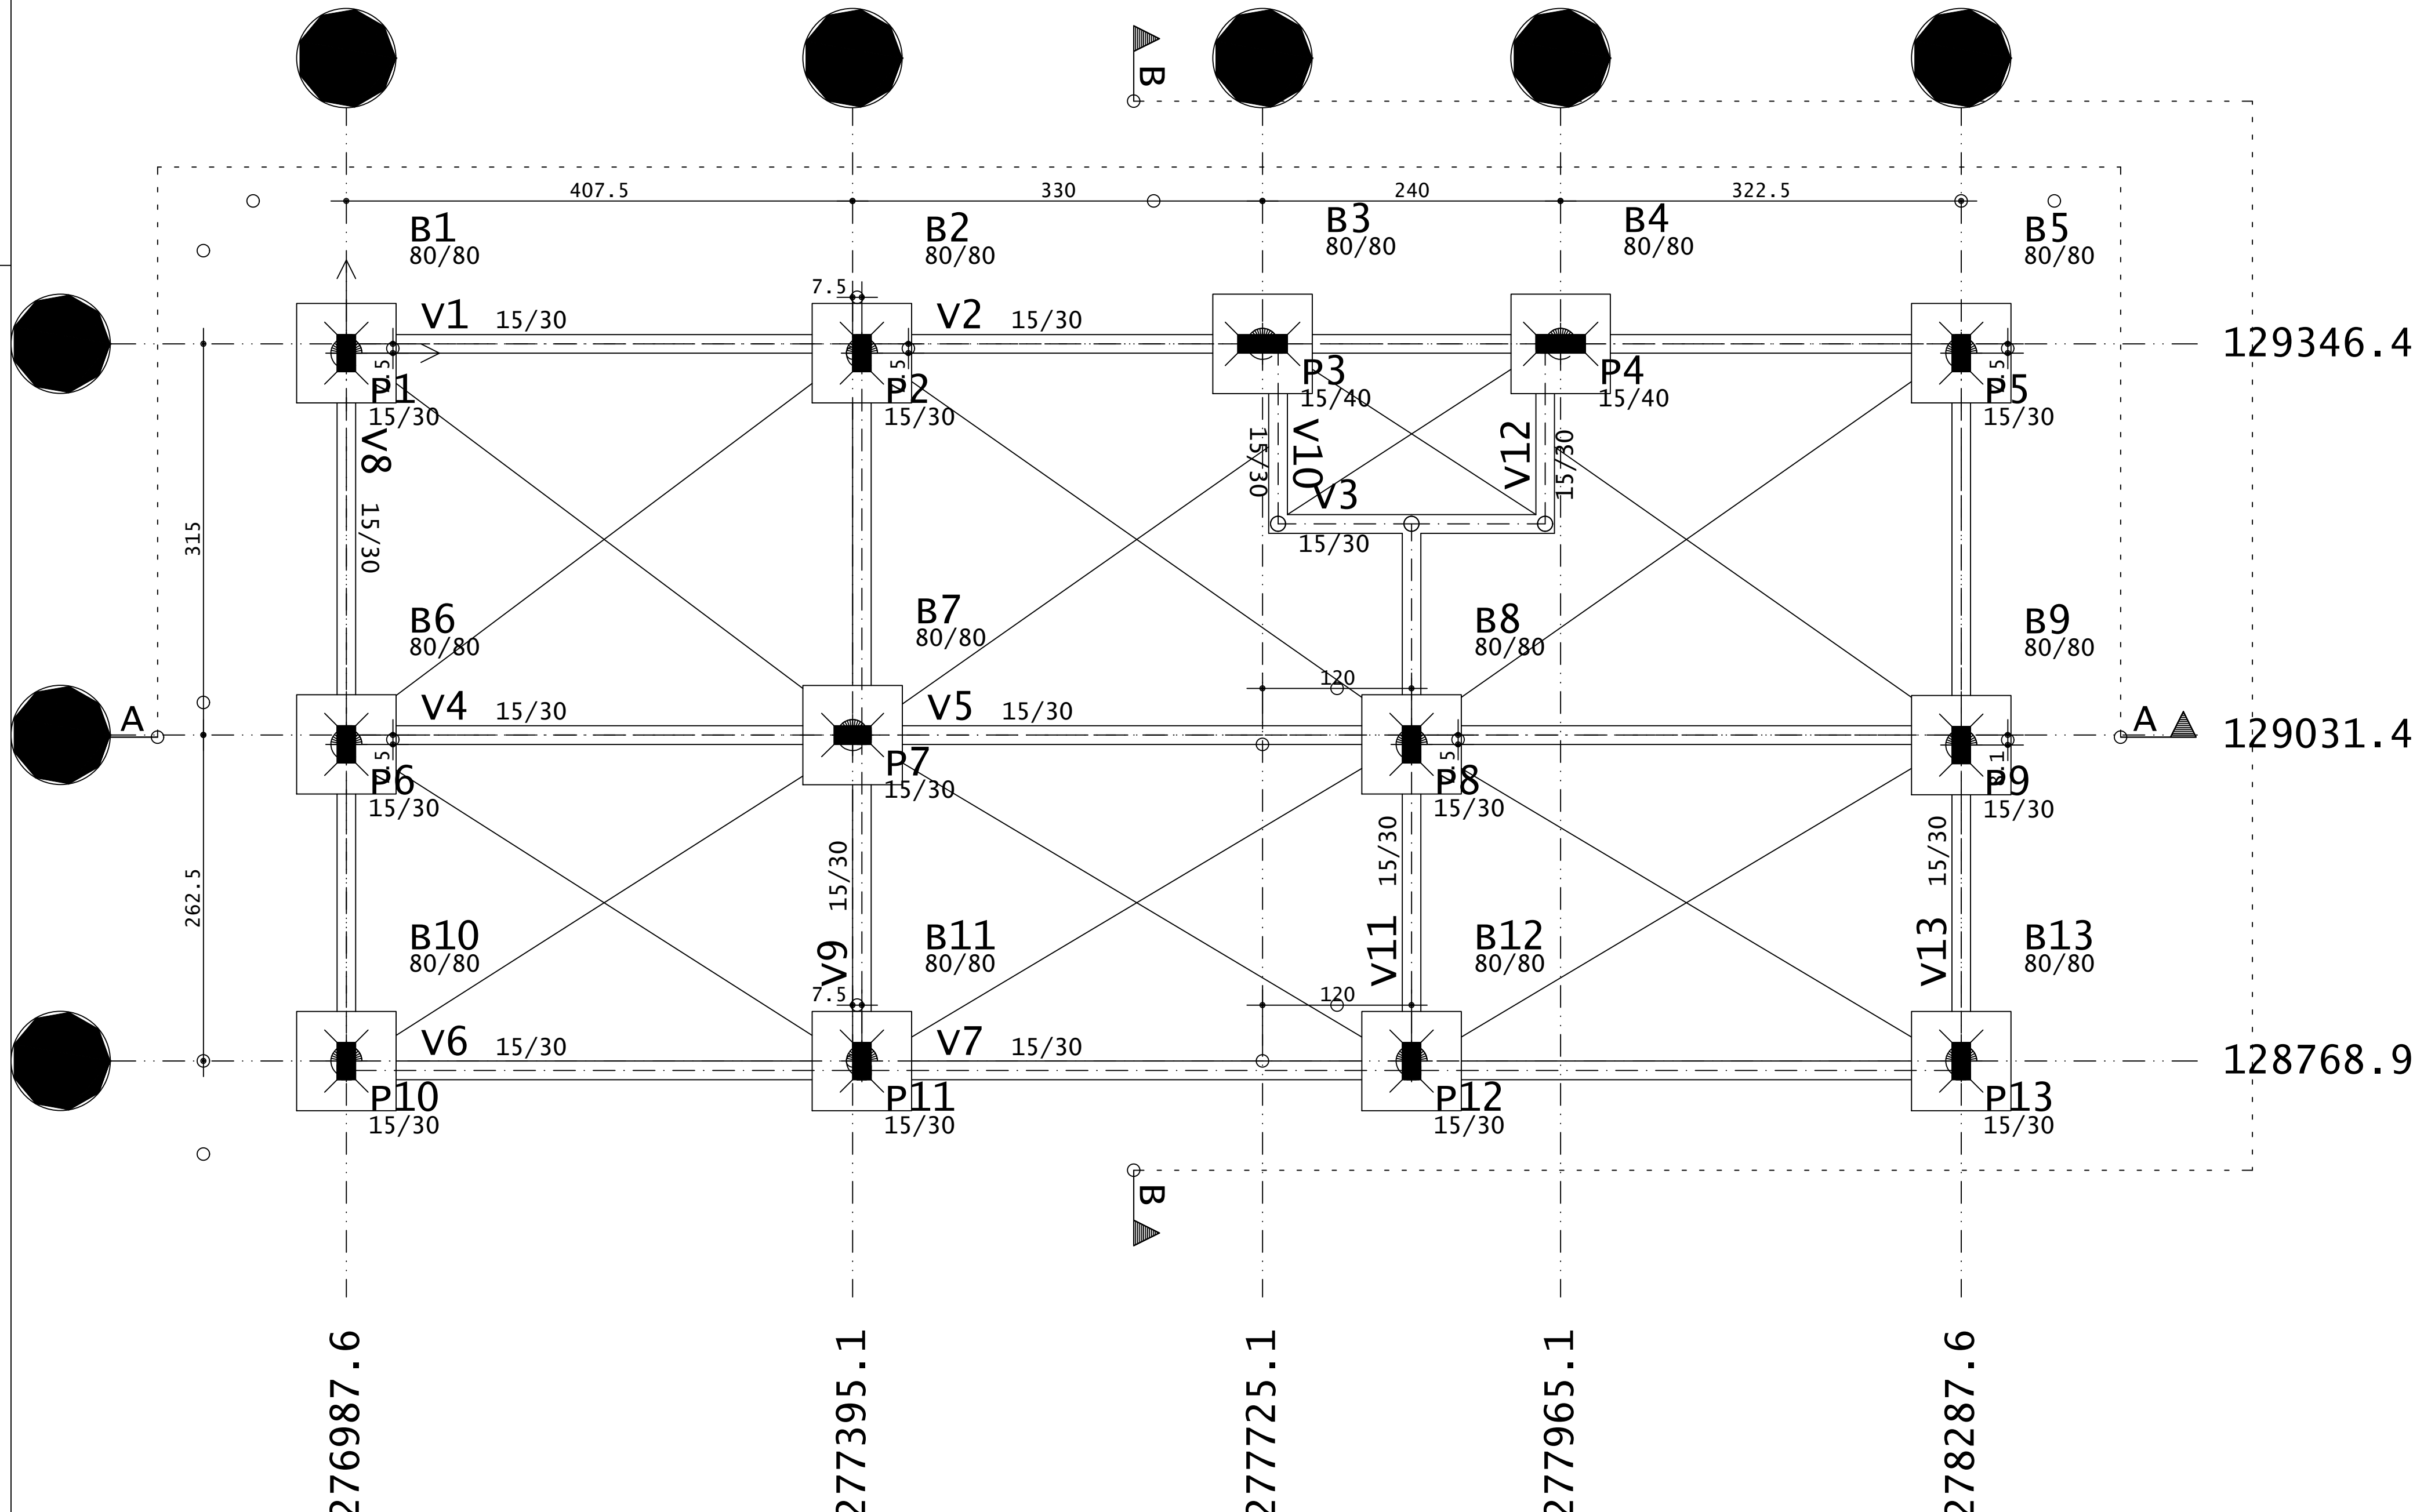 B
407.5
330
240
322.5
B1
80/80
B2
80/80
B3
80/80
B4
80/80
B5
80/80
7.5
V1 15/30
V2 15/30
129346.4
P1
15/30
P2
15/30
P3
15/40
P4
15/40
P5
15/30
V8
15/30
15/30
V10
V12
15/30
V3
15/30
315
B6
80/80
B7
80/80
B8
80/80
B9
80/80
120
A
V4 15/30
V5 15/30
A
129031.4
P6
15/30
P7
15/30
P8
15/30
P9
15/30
262.5
15/30
V9
15/30
V11
15/30
V13
B10
80/80
B11
80/80
B12
80/80
B13
80/80
7.5
120
V6 15/30
V7 15/30
128768.9
P10
15/30
P11
15/30
P12
15/30
P13
15/30
B
276987.6
277395.1
277725.1
277965.1
278287.6